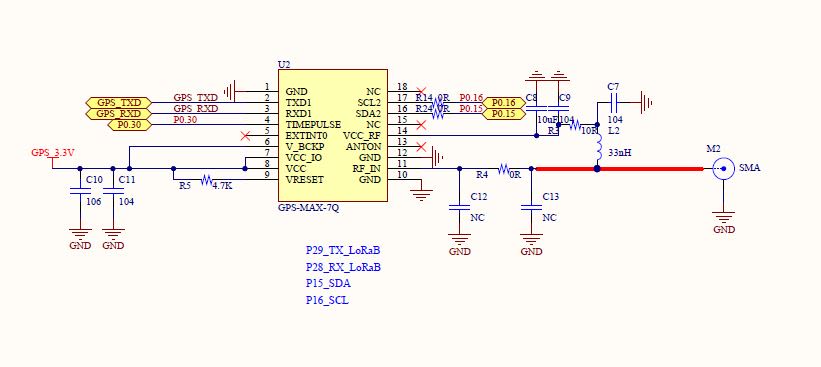 U2
C7
104
GPS_TXD GPS_TXD 1 GND NC 18
2 TXD1 SCL2 17 R14 0R P0.16 P0.16 C8 C9
GPS_RXD GPS_RXD 3 RXD1 SDA2 16 R24 0R P0.15 P0.15 10uF 104
P0.30 P0.30 4 TIMEPULSE NC 15
5 EXTINT0 VCC_RF 14 R3 10R L2
6 V_BCKP ANTON 13
GPS_3.3V 7 VCC_IO GND 12 33nH M2
8 VCC RF_IN 11 R4 0R SMA
R5 4.7K 9 VRESET GND 10
C10 C11
106 104
C12 C13
NC NC
GPS-MAX-7Q
GND GND GND GND GND
P29_TX_LoRaB
P28_RX_LoRaB
P15_SDA
P16_SCL